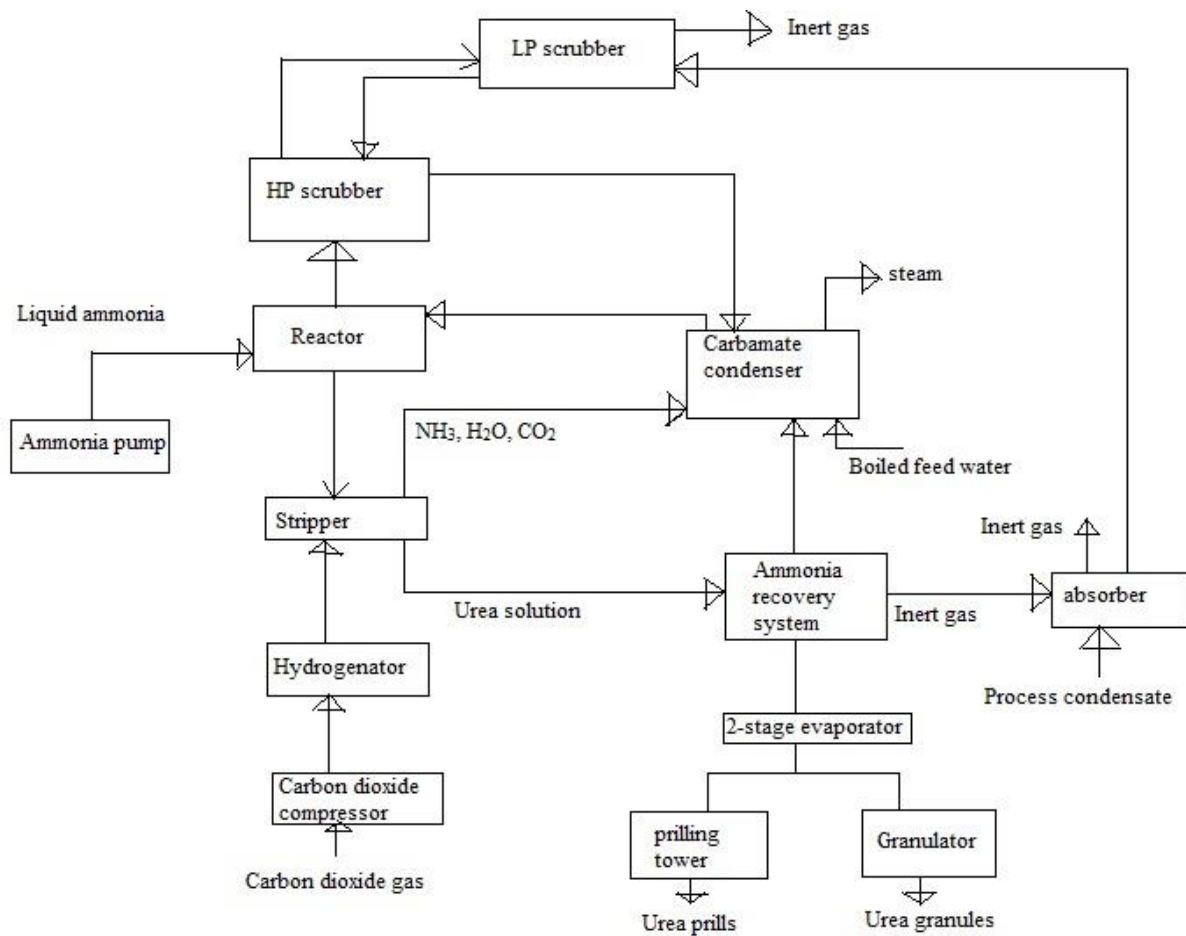 LP scrubber
Inert gas
HP scrubber
steam
Liquid ammonia
Reactor
Carbamate
condenser
Ammonia pump
NH₃, H₂O, CO₂
Boiled feed water
Stripper
Inert gas
Ammonia
recovery
system
absorber
Urea solution
Inert gas
Hydrogenator
Process condensate
2-stage evaporator
Carbon dioxide
compressor
prilling
tower
Granulator
Carbon dioxide gas
Urea prills
Urea granules